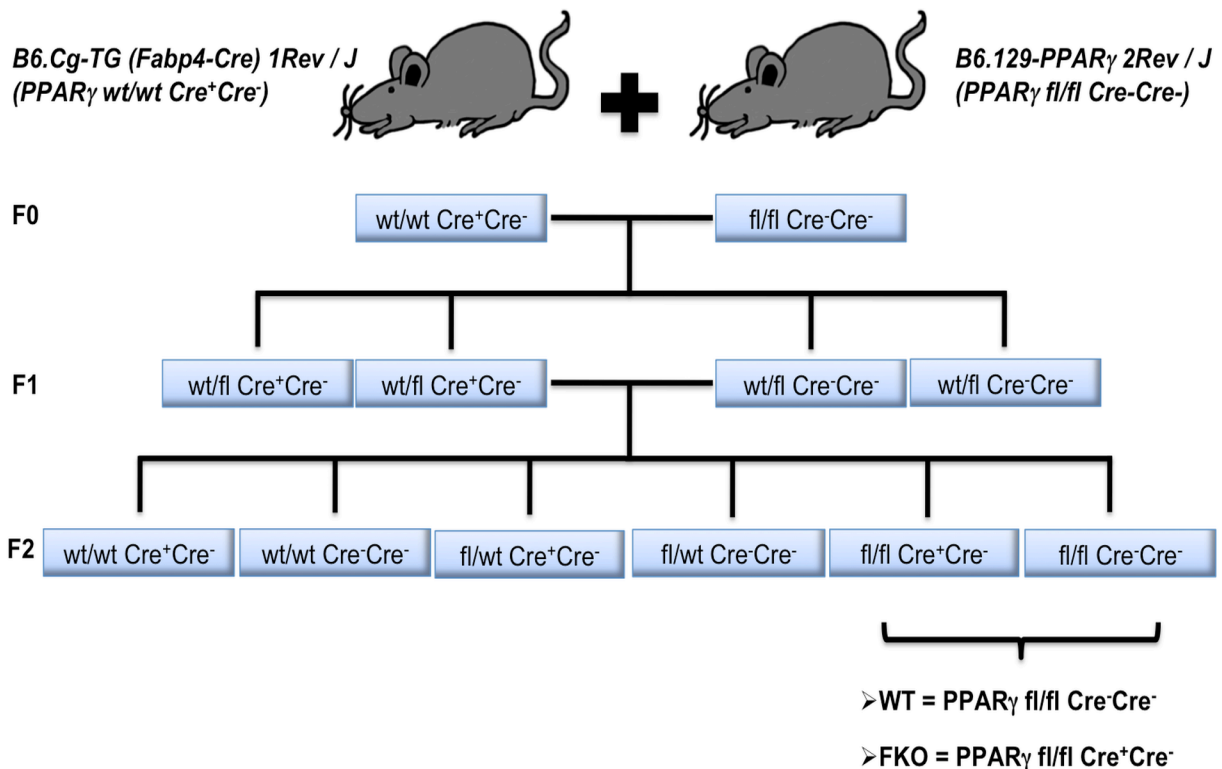 B6.Cg-TG (Fabp4-Cre) 1Rev / J
(PPARγ wt/wt Cre⁺Cre⁻)
B6.129-PPARγ 2Rev / J
(PPARγ fl/fl Cre-Cre-)
F0
wt/wt Cre⁺Cre⁻
fl/fl Cre⁻Cre⁻
F1
wt/fl Cre⁺Cre⁻
wt/fl Cre⁺Cre⁻
wt/fl Cre⁻Cre⁻
wt/fl Cre⁻Cre⁻
F2
wt/wt Cre⁺Cre⁻
wt/wt Cre⁻Cre⁻
fl/wt Cre⁺Cre⁻
fl/wt Cre⁻Cre⁻
fl/fl Cre⁺Cre⁻
fl/fl Cre⁻Cre⁻
➢WT = PPARγ fl/fl Cre⁻Cre⁻
➢FKO = PPARγ fl/fl Cre⁺Cre⁻